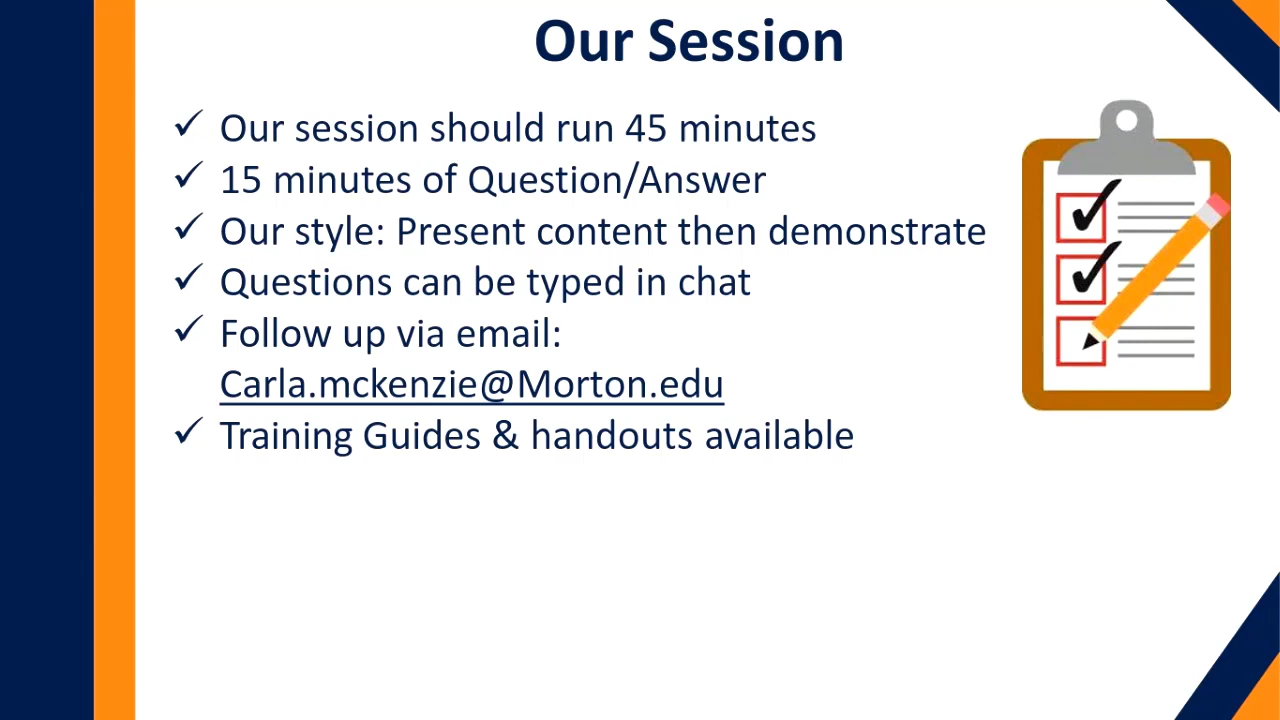 Our Session
✓ Our session should run 45 minutes
✓ 15 minutes of Question/Answer
✓ Our style: Present content then demonstrate
✓ Questions can be typed in chat
✓ Follow up via email:
Carla.mckenzie@Morton.edu
✓ Training Guides & handouts available